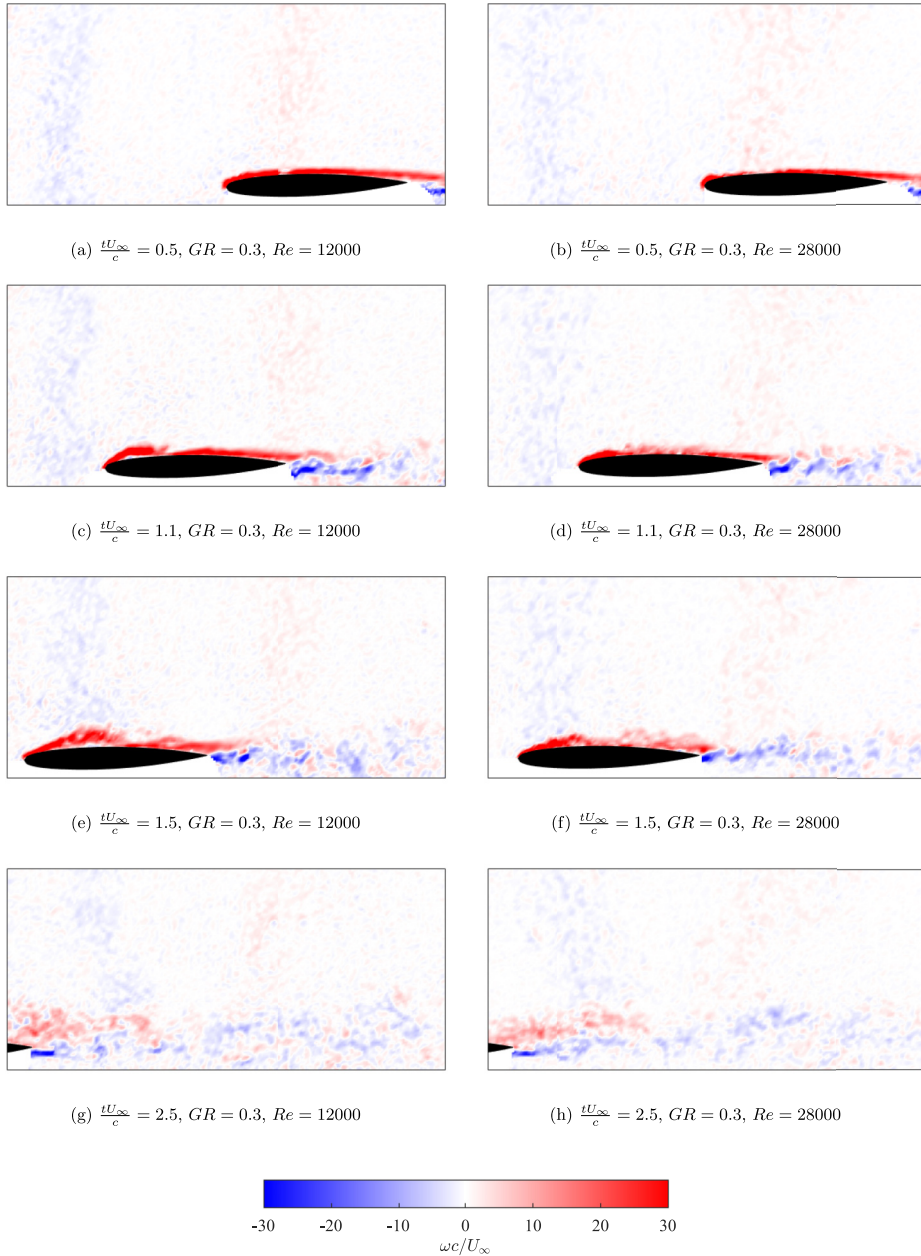 (a) $\frac{tU_\infty}{c} = 0.5$, $GR = 0.3$, $Re = 12000$
(b) $\frac{tU_\infty}{c} = 0.5$, $GR = 0.3$, $Re = 28000$
(c) $\frac{tU_\infty}{c} = 1.1$, $GR = 0.3$, $Re = 12000$
(d) $\frac{tU_\infty}{c} = 1.1$, $GR = 0.3$, $Re = 28000$
(e) $\frac{tU_\infty}{c} = 1.5$, $GR = 0.3$, $Re = 12000$
(f) $\frac{tU_\infty}{c} = 1.5$, $GR = 0.3$, $Re = 28000$
(g) $\frac{tU_\infty}{c} = 2.5$, $GR = 0.3$, $Re = 12000$
(h) $\frac{tU_\infty}{c} = 2.5$, $GR = 0.3$, $Re = 28000$
-30 -20 -10 0 10 20 30
$\omega c/U_\infty$